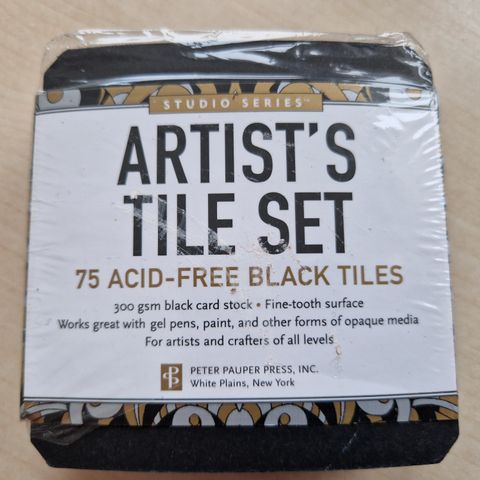 STUDIO SERIES™
ARTIST'S
TILE SET
75 ACID-FREE BLACK TILES
300 gsm black card stock • Fine-tooth surface
Works great with gel pens, paint, and other forms of opaque media
For artists and crafters of all levels
PETER PAUPER PRESS, INC.
White Plains, New York